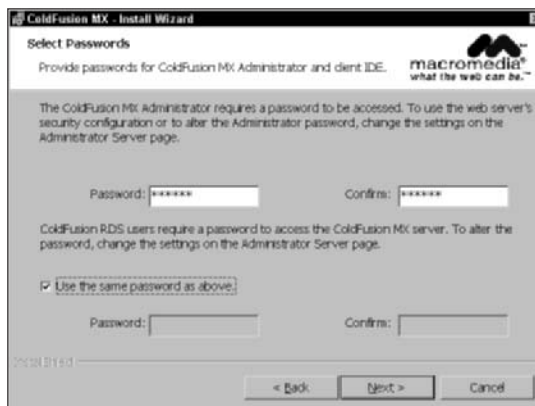 ColdFusion MX - Install Wizard
Select Passwords
Provide passwords for ColdFusion MX Administrator and client IDE.
macromedia®
what the web can be.™
The ColdFusion MX Administrator requires a password to be accessed. To use the web server's
security configuration or to alter the Administrator password, change the settings on the
Administrator Server page.
Password: ****** Confirm: ******
ColdFusion RDS users require a password to access the ColdFusion MX server. To alter the
password, change the settings on the Administrator Server page.
Use the same password as above.
Password: Confirm:
InstallShield
< Back Next > Cancel